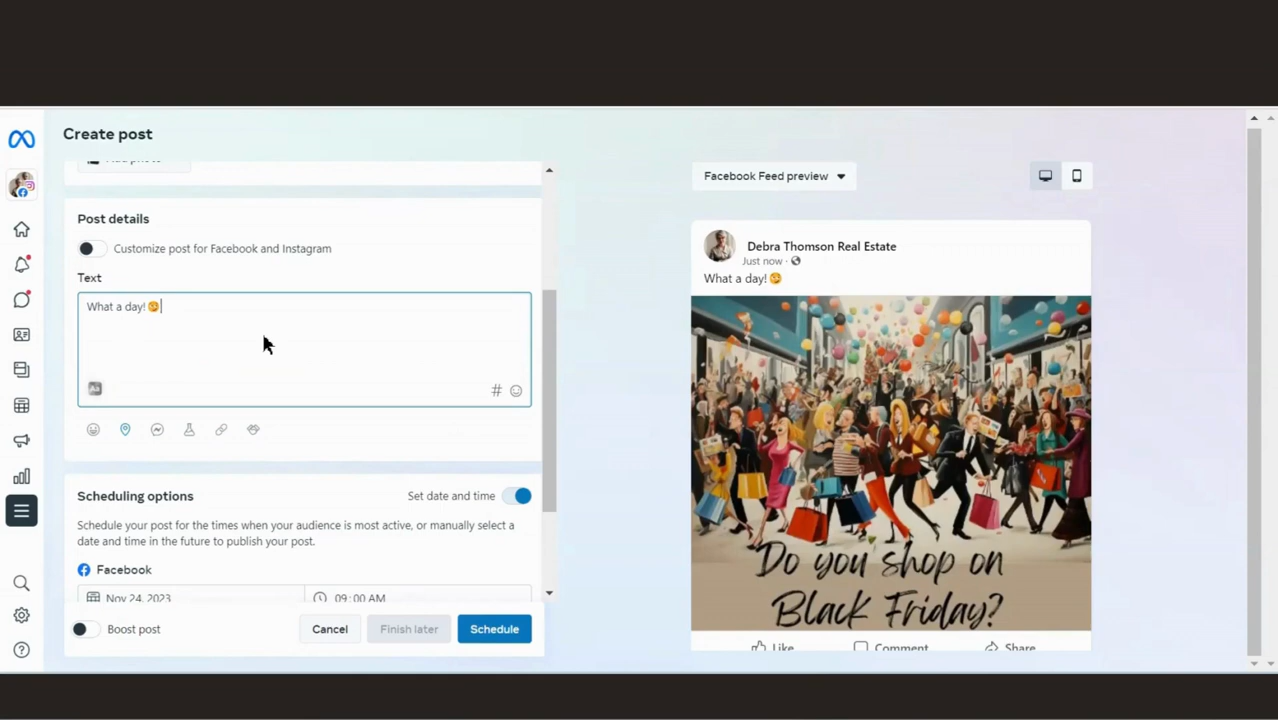 Create post
Add photo
Post details
Customize post for Facebook and Instagram
Text
What a day! 🤣
#
Scheduling options
Set date and time
Schedule your post for the times when your audience is most active, or manually select a
date and time in the future to publish your post.
Facebook
Nov 24, 2023
09:00 AM
Boost post
Cancel
Finish later
Schedule
Facebook Feed preview
Debra Thomson Real Estate
Just now ·
What a day! 🤣
Do you shop on
Black Friday?
Like
Comment
Share